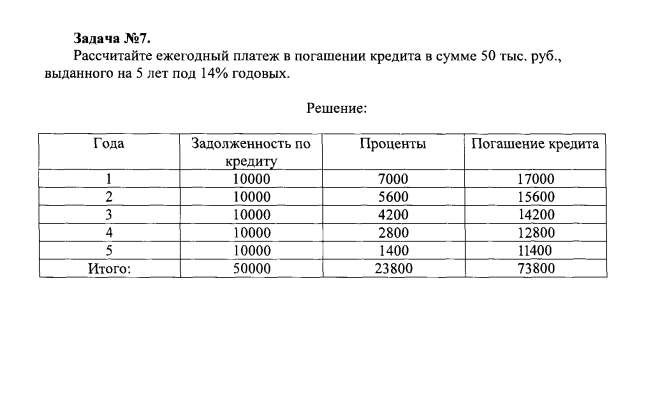 Задача №7.
Рассчитайте ежегодный платеж в погашении кредита в сумме 50 тыс. руб.,
выданного на 5 лет под 14% годовых.
Решение:
Года Задолженность по кредиту Проценты Погашение кредита
1 10000 7000 17000
2 10000 5600 15600
3 10000 4200 14200
4 10000 2800 12800
5 10000 1400 11400
Итого: 50000 23800 73800